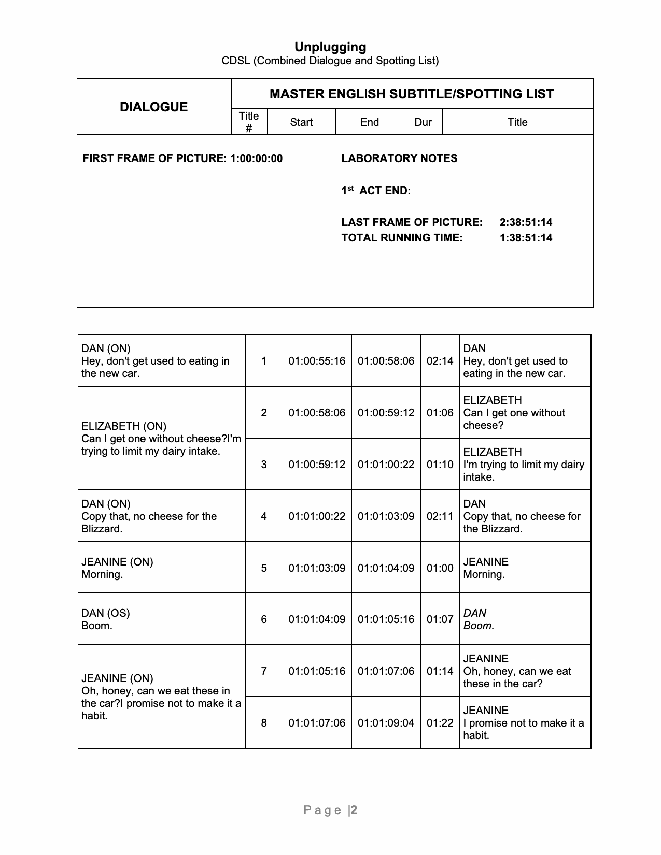 Unplugging
CDSL (Combined Dialogue and Spotting List)
DIALOGUE
MASTER ENGLISH SUBTITLE/SPOTTING LIST
Title # Start End Dur Title
FIRST FRAME OF PICTURE: 1:00:00:00
LABORATORY NOTES
1st ACT END:
LAST FRAME OF PICTURE: 2:38:51:14
TOTAL RUNNING TIME: 1:38:51:14
DAN (ON)
Hey, don't get used to eating in
the new car.
1 01:00:55:16 01:00:58:06 02:14
DAN
Hey, don't get used to
eating in the new car.
ELIZABETH (ON)
Can I get one without cheese?I'm
trying to limit my dairy intake.
2 01:00:58:06 01:00:59:12 01:06
ELIZABETH
Can I get one without
cheese?
3 01:00:59:12 01:01:00:22 01:10
ELIZABETH
I'm trying to limit my dairy
intake.
DAN (ON)
Copy that, no cheese for the
Blizzard.
4 01:01:00:22 01:01:03:09 02:11
DAN
Copy that, no cheese for
the Blizzard.
JEANINE (ON)
Morning.
5 01:01:03:09 01:01:04:09 01:00
JEANINE
Morning.
DAN (OS)
Boom.
6 01:01:04:09 01:01:05:16 01:07
DAN
Boom.
JEANINE (ON)
Oh, honey, can we eat these in
the car?I promise not to make it a
habit.
7 01:01:05:16 01:01:07:06 01:14
JEANINE
Oh, honey, can we eat
these in the car?
8 01:01:07:06 01:01:09:04 01:22
JEANINE
I promise not to make it a
habit.
Page |2